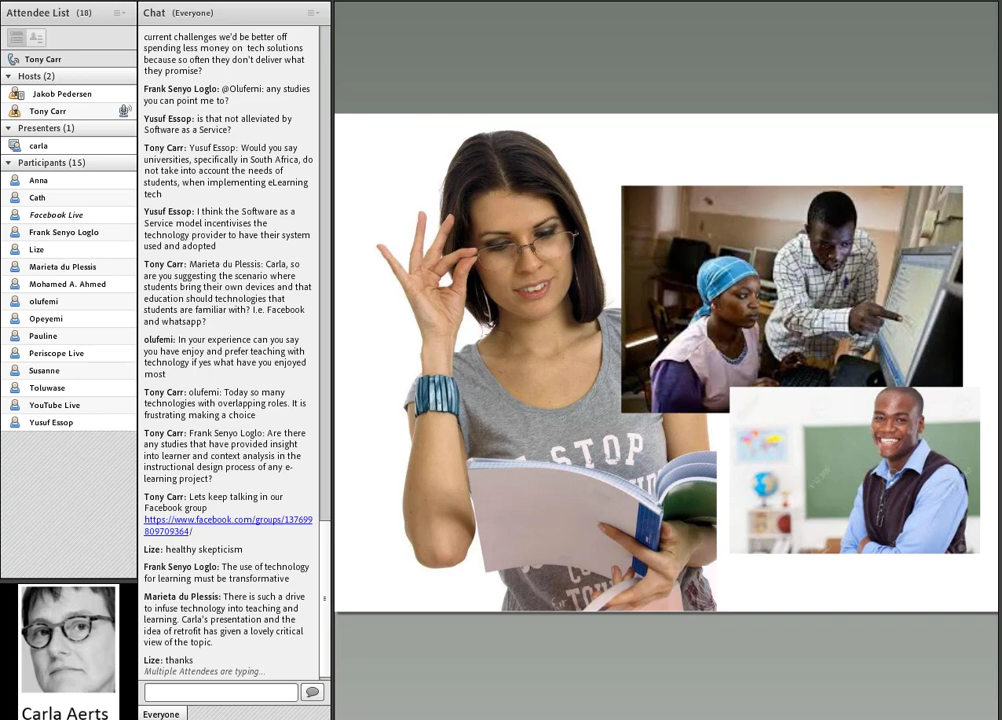 Attendee List (18)
Tony Carr
Hosts (2)
Jakob Pedersen
Tony Carr
Presenters (1)
carla
Participants (15)
Anna
Cath
Facebook Live
Frank Senyo Loglo
Lize
Marieta du Plessis
Mohamed A. Ahmed
olufemi
Opeyemi
Pauline
Periscope Live
Susanne
Toluwase
YouTube Live
Yusuf Essop
Carla Aerts
Chat (Everyone)
current challenges we'd be better off
spending less money on tech solutions
because so often they don't deliver what
they promise?
Frank Senyo Loglo: @Olufemi: any studies
you can point me to?
Yusuf Essop: is that not alleviated by
Software as a Service?
Tony Carr: Yusuf Essop: Would you say
universities, specifically in South Africa, do
not take into account the needs of
students, when implementing eLearning
tech
Yusuf Essop: I think the Software as a
Service model incentivises the
technology provider to have their system
used and adopted
Tony Carr: Marieta du Plessis: Carla, so
are you suggesting the scenario where
students bring their own devices and that
education should technologies that
students are familiar with? I.e. Facebook
and whatsapp?
olufemi: In your experience can you say
you have enjoy and prefer teaching with
technology if yes what have you enjoyed
most
Tony Carr: olufemi: Today so many
technologies with overlapping roles. It is
frustrating making a choice
Tony Carr: Frank Senyo Loglo: Are there
any studies that have provided insight
into learner and context analysis in the
instructional design process of any e-
learning project?
Tony Carr: Lets keep talking in our
Facebook group
https://www.facebook.com/groups/137699
809709364/
Lize: healthy skepticism
Frank Senyo Loglo: The use of technology
for learning must be transformative
Marieta du Plessis: There is such a drive
to infuse technology into teaching and
learning. Carla's presentation and the
idea of retrofit has given a lovely critical
view of the topic.
Lize: thanks
Multiple Attendees are typing...
Everyone
STOP